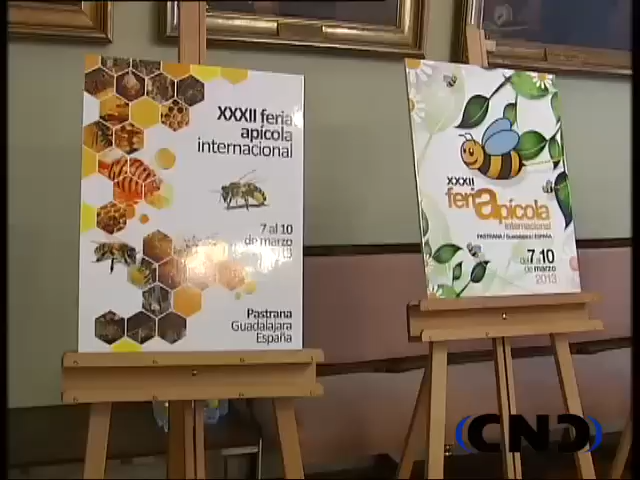 XXXII feria
apícola
internacional
7 al 10
de marzo
Pastrana
Guadalajara
España
XXXII
feriApícola
internacional
PASTRANA / Guadalajara / ESPAÑA
del 7 al 10
de marzo
2013
CND